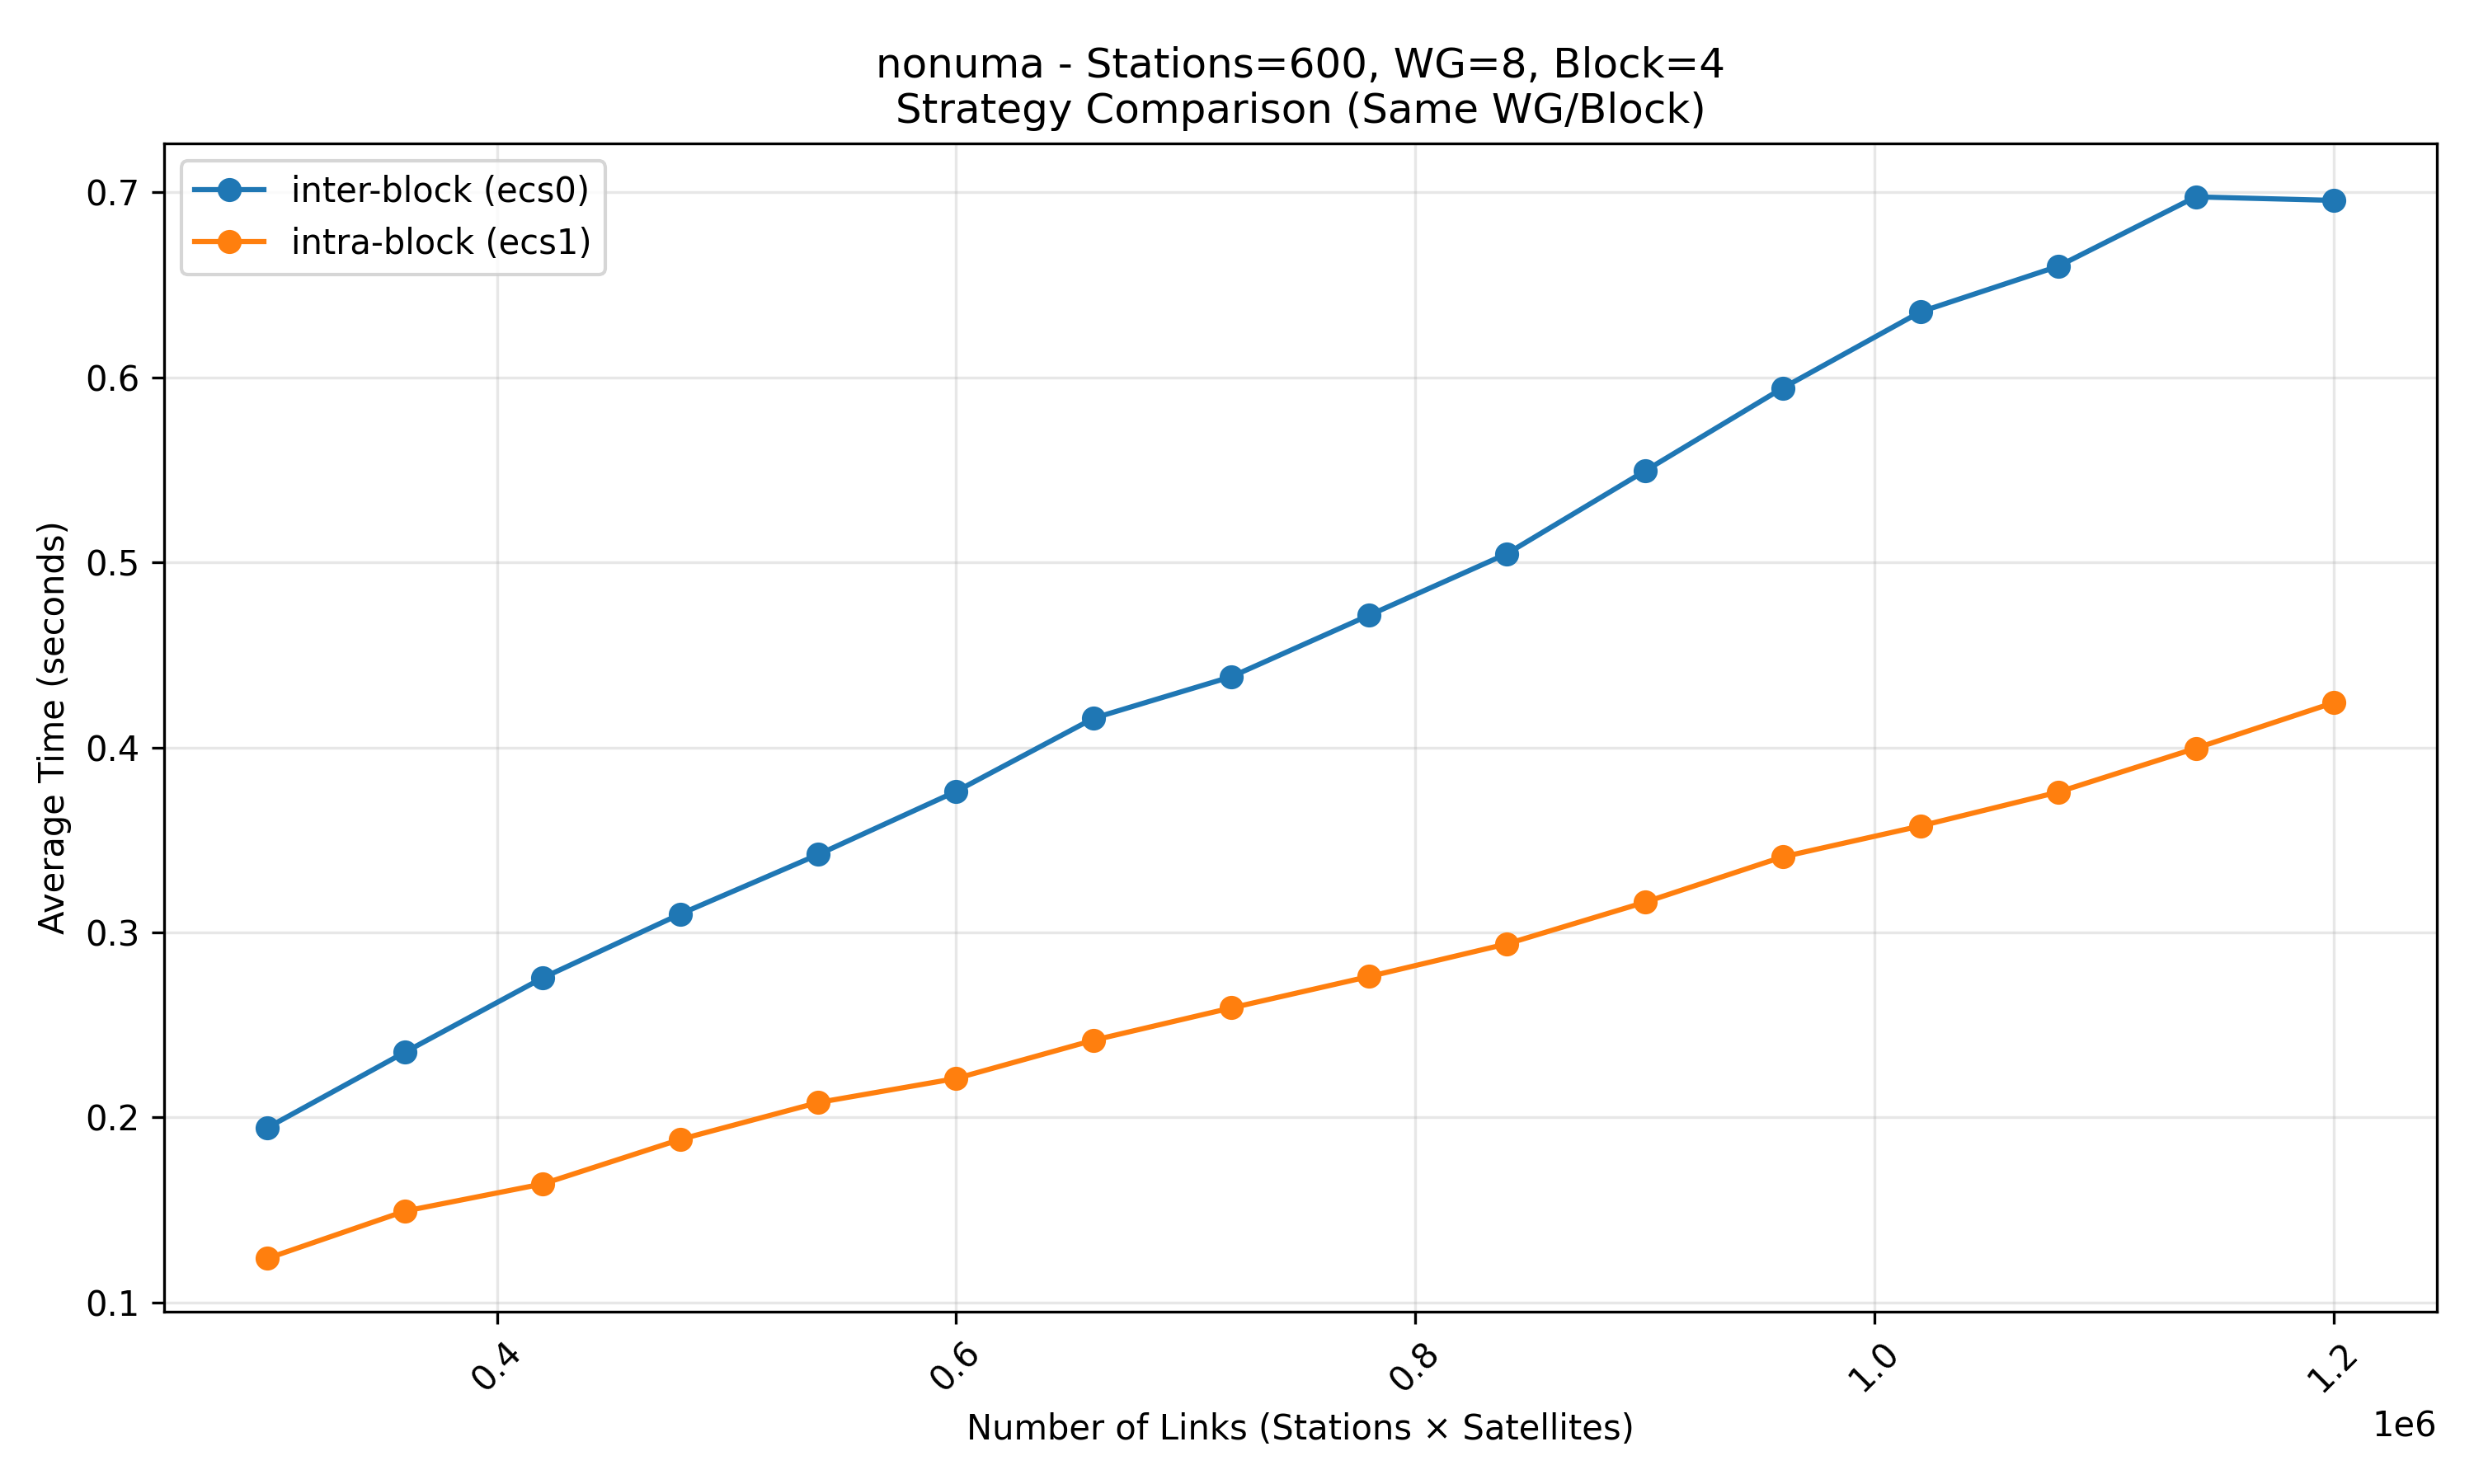 nonuma - Stations=600, WG=8, Block=4
Strategy Comparison (Same WG/Block)
inter-block (ecs0)
intra-block (ecs1)
Average Time (seconds)
0.7
0.6
0.5
0.4
0.3
0.2
0.1
0.4
0.6
0.8
1.0
1.2
Number of Links (Stations × Satellites)
1e6